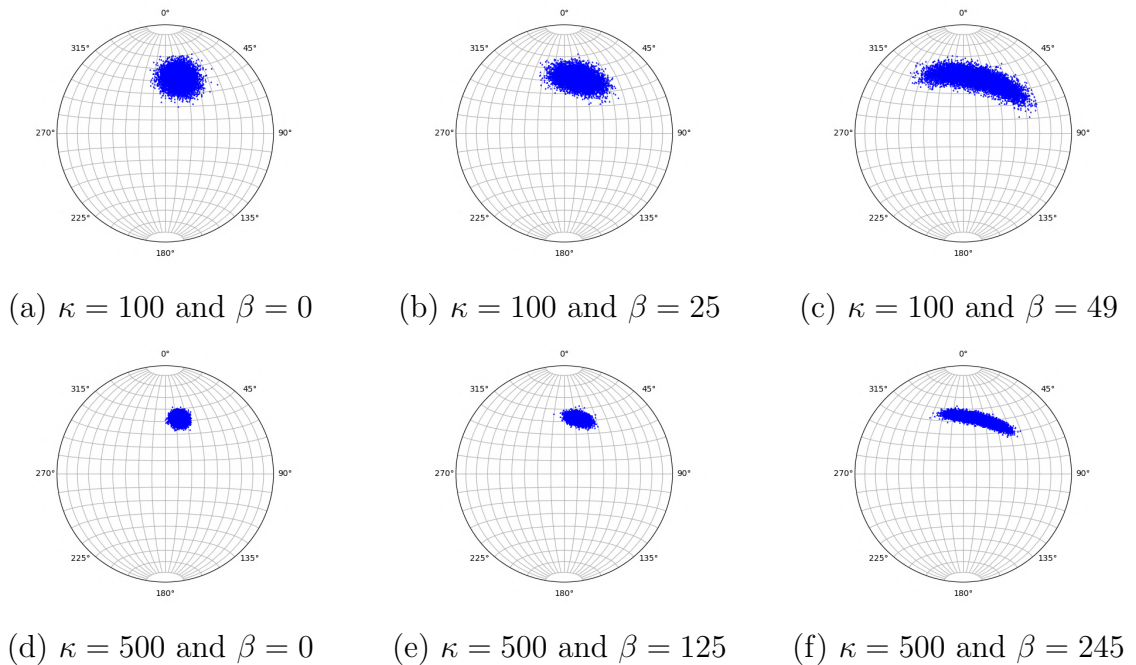 0° 0° 0°
315° 45° 315° 45° 315° 45°
270° 90° 270° 90° 270° 90°
225° 135° 225° 135° 225° 135°
180° 180° 180°
(a) κ = 100 and β = 0 (b) κ = 100 and β = 25 (c) κ = 100 and β = 49
0° 0° 0°
315° 45° 315° 45° 315° 45°
270° 90° 270° 90° 270° 90°
225° 135° 225° 135° 225° 135°
180° 180° 180°
(d) κ = 500 and β = 0 (e) κ = 500 and β = 125 (f) κ = 500 and β = 245